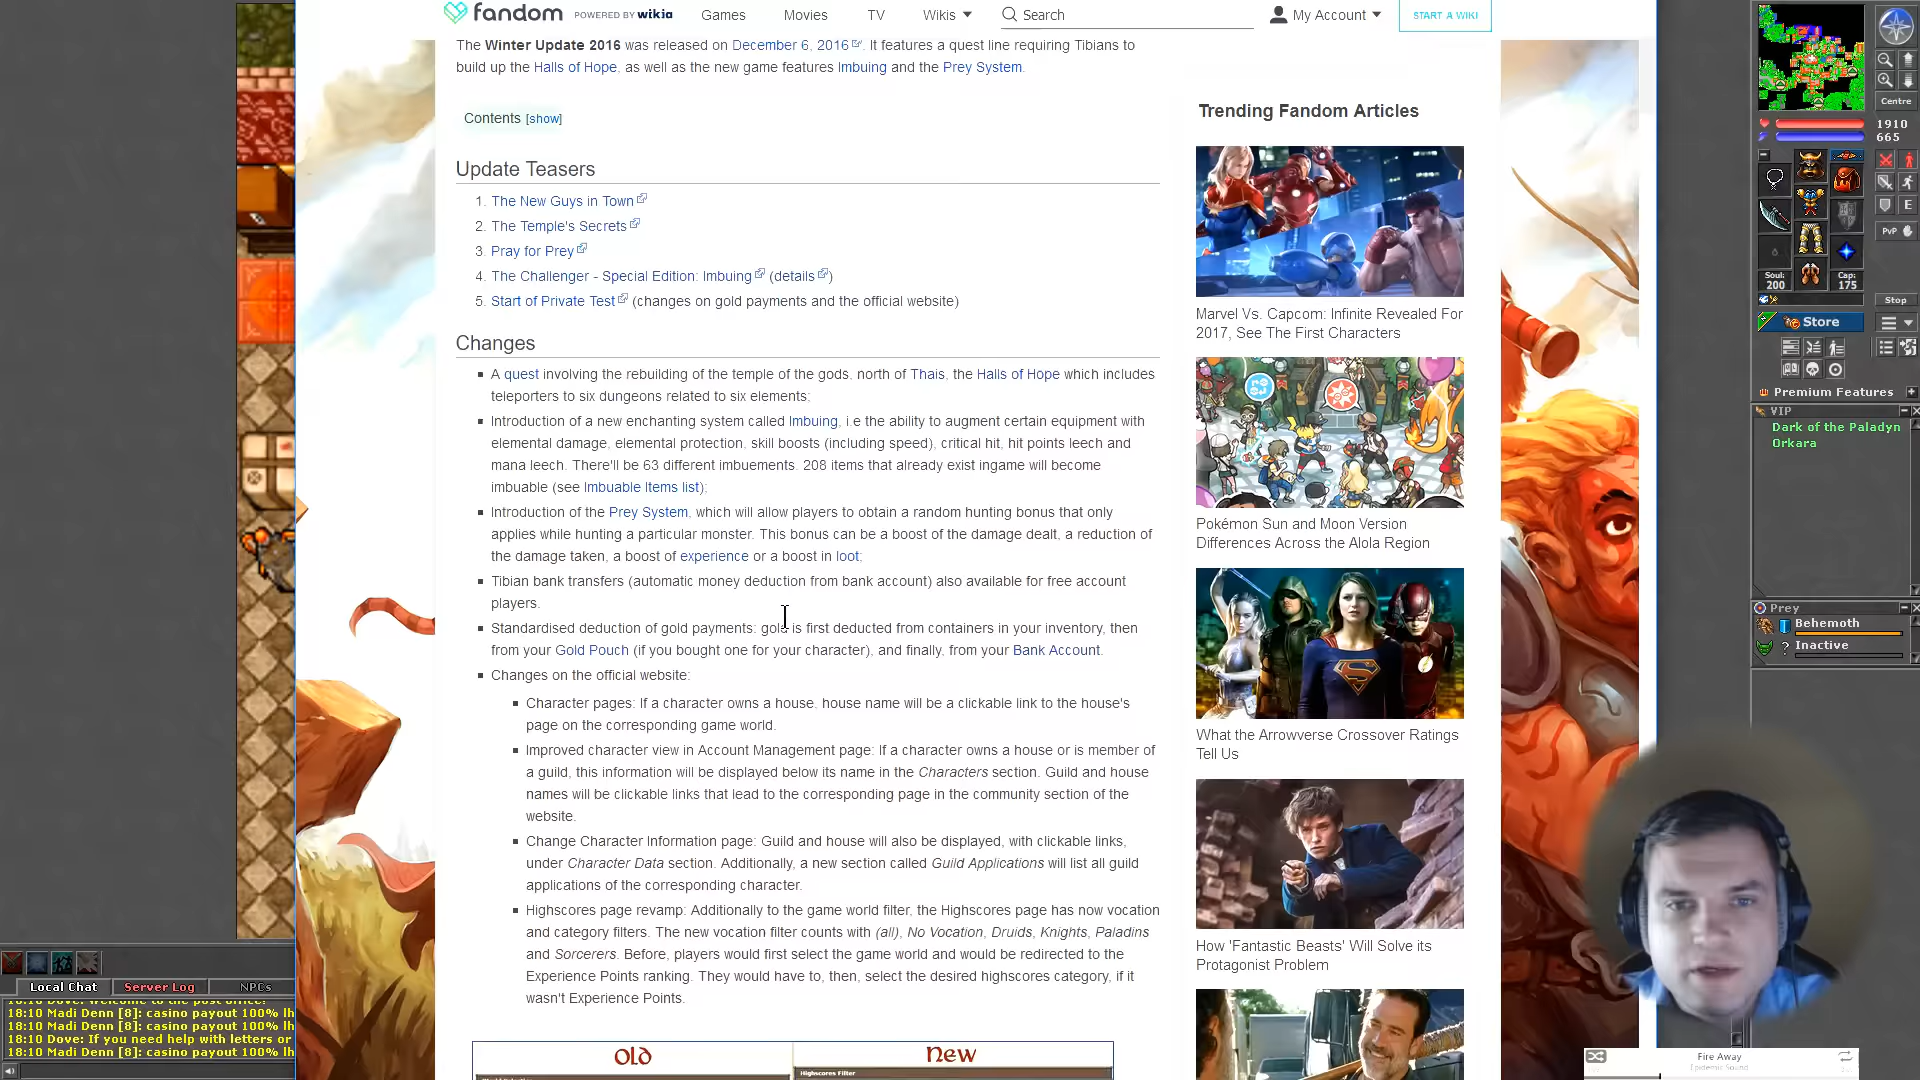 fandom POWERED BY wikia Games Movies TV Wikis Search My Account START A WIKI
The Winter Update 2016 was released on December 6, 2016. It features a quest line requiring Tibians to
build up the Halls of Hope, as well as the new game features Imbuing and the Prey System.
Contents [show]
Update Teasers
1. The New Guys in Town
2. The Temple's Secrets
3. Pray for Prey
4. The Challenger - Special Edition: Imbuing (details)
5. Start of Private Test (changes on gold payments and the official website)
Changes
A quest involving the rebuilding of the temple of the gods, north of Thais, the Halls of Hope which includes
teleporters to six dungeons related to six elements;
Introduction of a new enchanting system called Imbuing, i.e the ability to augment certain equipment with
elemental damage, elemental protection, skill boosts (including speed), critical hit, hit points leech and
mana leech. There'll be 63 different imbuements. 208 items that already exist ingame will become
imbuable (see Imbuable Items list);
Introduction of the Prey System, which will allow players to obtain a random hunting bonus that only
applies while hunting a particular monster. This bonus can be a boost of the damage dealt, a reduction of
the damage taken, a boost of experience or a boost in loot;
Tibian bank transfers (automatic money deduction from bank account) also available for free account
players.
Standardised deduction of gold payments: gold is first deducted from containers in your inventory, then
from your Gold Pouch (if you bought one for your character), and finally, from your Bank Account.
Changes on the official website:
Character pages: If a character owns a house, house name will be a clickable link to the house's
page on the corresponding game world.
Improved character view in Account Management page: If a character owns a house or is member of
a guild, this information will be displayed below its name in the Characters section. Guild and house
names will be clickable links that lead to the corresponding page in the community section of the
website.
Change Character Information page: Guild and house will also be displayed, with clickable links,
under Character Data section. Additionally, a new section called Guild Applications will list all guild
applications of the corresponding character.
Highscores page revamp: Additionally to the game world filter, the Highscores page has now vocation
and category filters. The new vocation filter counts with (all), No Vocation, Druids, Knights, Paladins
and Sorcerers. Before, players would first select the game world and would be redirected to the
Experience Points ranking. They would have to, then, select the desired highscores category, if it
wasn't Experience Points.
Old New
Highscores Filter
Trending Fandom Articles
Marvel Vs. Capcom: Infinite Revealed For
2017, See The First Characters
Pokémon Sun and Moon Version
Differences Across the Alola Region
What the Arrowverse Crossover Ratings
Tell Us
How 'Fantastic Beasts' Will Solve its
Protagonist Problem
Centre
1910
665
E
PvP
Soul:
200
Cap:
175
Stop
Store
Premium Features
VIP
Dark of the Paladyn
Orkara
Prey
Behemoth
? Inactive
Local Chat Server Log NPCs
18:10 Dove: Welcome to the post office!
18:10 Madi Denn [8]: casino payout 100% lh
18:10 Madi Denn [8]: casino payout 100% lh
18:10 Dove: If you need help with letters or
18:10 Madi Denn [8]: casino payout 100% lh
Fire Away
Epidemic Sound